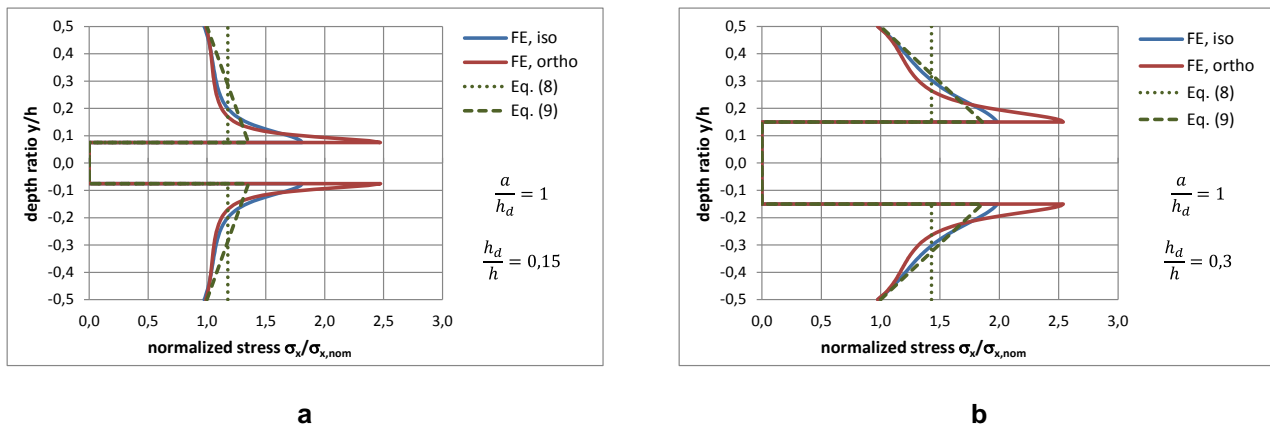 0,5
0,4
0,3
0,2
0,1
0,0
-0,1
-0,2
-0,3
-0,4
-0,5
depth ratio y/h
0,0 0,5 1,0 1,5 2,0 2,5 3,0
normalized stress σx/σx,nom
FE, iso
FE, ortho
Eq. (8)
Eq. (9)
a/h_d = 1
h_d/h = 0,15
a
0,5
0,4
0,3
0,2
0,1
0,0
-0,1
-0,2
-0,3
-0,4
-0,5
depth ratio y/h
0,0 0,5 1,0 1,5 2,0 2,5 3,0
normalized stress σx/σx,nom
FE, iso
FE, ortho
Eq. (8)
Eq. (9)
a/h_d = 1
h_d/h = 0,3
b